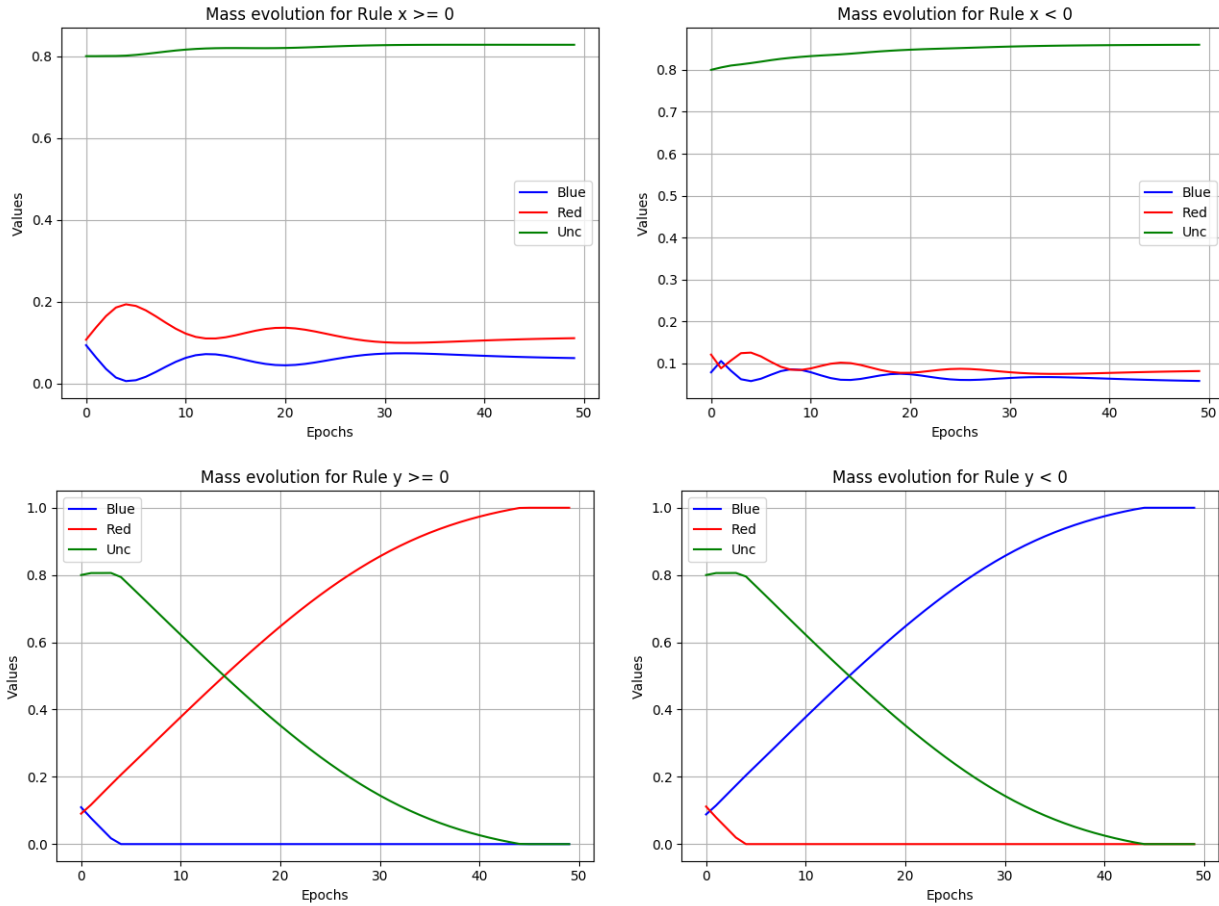 Mass evolution for Rule x >= 0
0.8
0.6
0.4
0.2
0.0
Values
Blue
Red
Unc
0 10 20 30 40 50
Epochs
Mass evolution for Rule x < 0
0.8
0.7
0.6
0.5
0.4
0.3
0.2
0.1
Values
Blue
Red
Unc
0 10 20 30 40 50
Epochs
Mass evolution for Rule y >= 0
1.0
0.8
0.6
0.4
0.2
0.0
Values
Blue
Red
Unc
0 10 20 30 40 50
Epochs
Mass evolution for Rule y < 0
1.0
0.8
0.6
0.4
0.2
0.0
Values
Blue
Red
Unc
0 10 20 30 40 50
Epochs